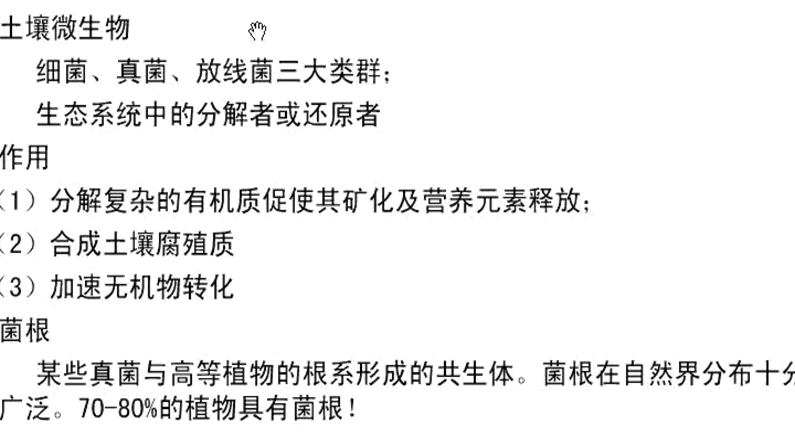 土壤微生物
细菌、真菌、放线菌三大类群；
生态系统中的分解者或还原者
作用
（1）分解复杂的有机质促使其矿化及营养元素释放；
（2）合成土壤腐殖质
（3）加速无机物转化
菌根
某些真菌与高等植物的根系形成的共生体。菌根在自然界分布十分
广泛。70-80%的植物具有菌根！